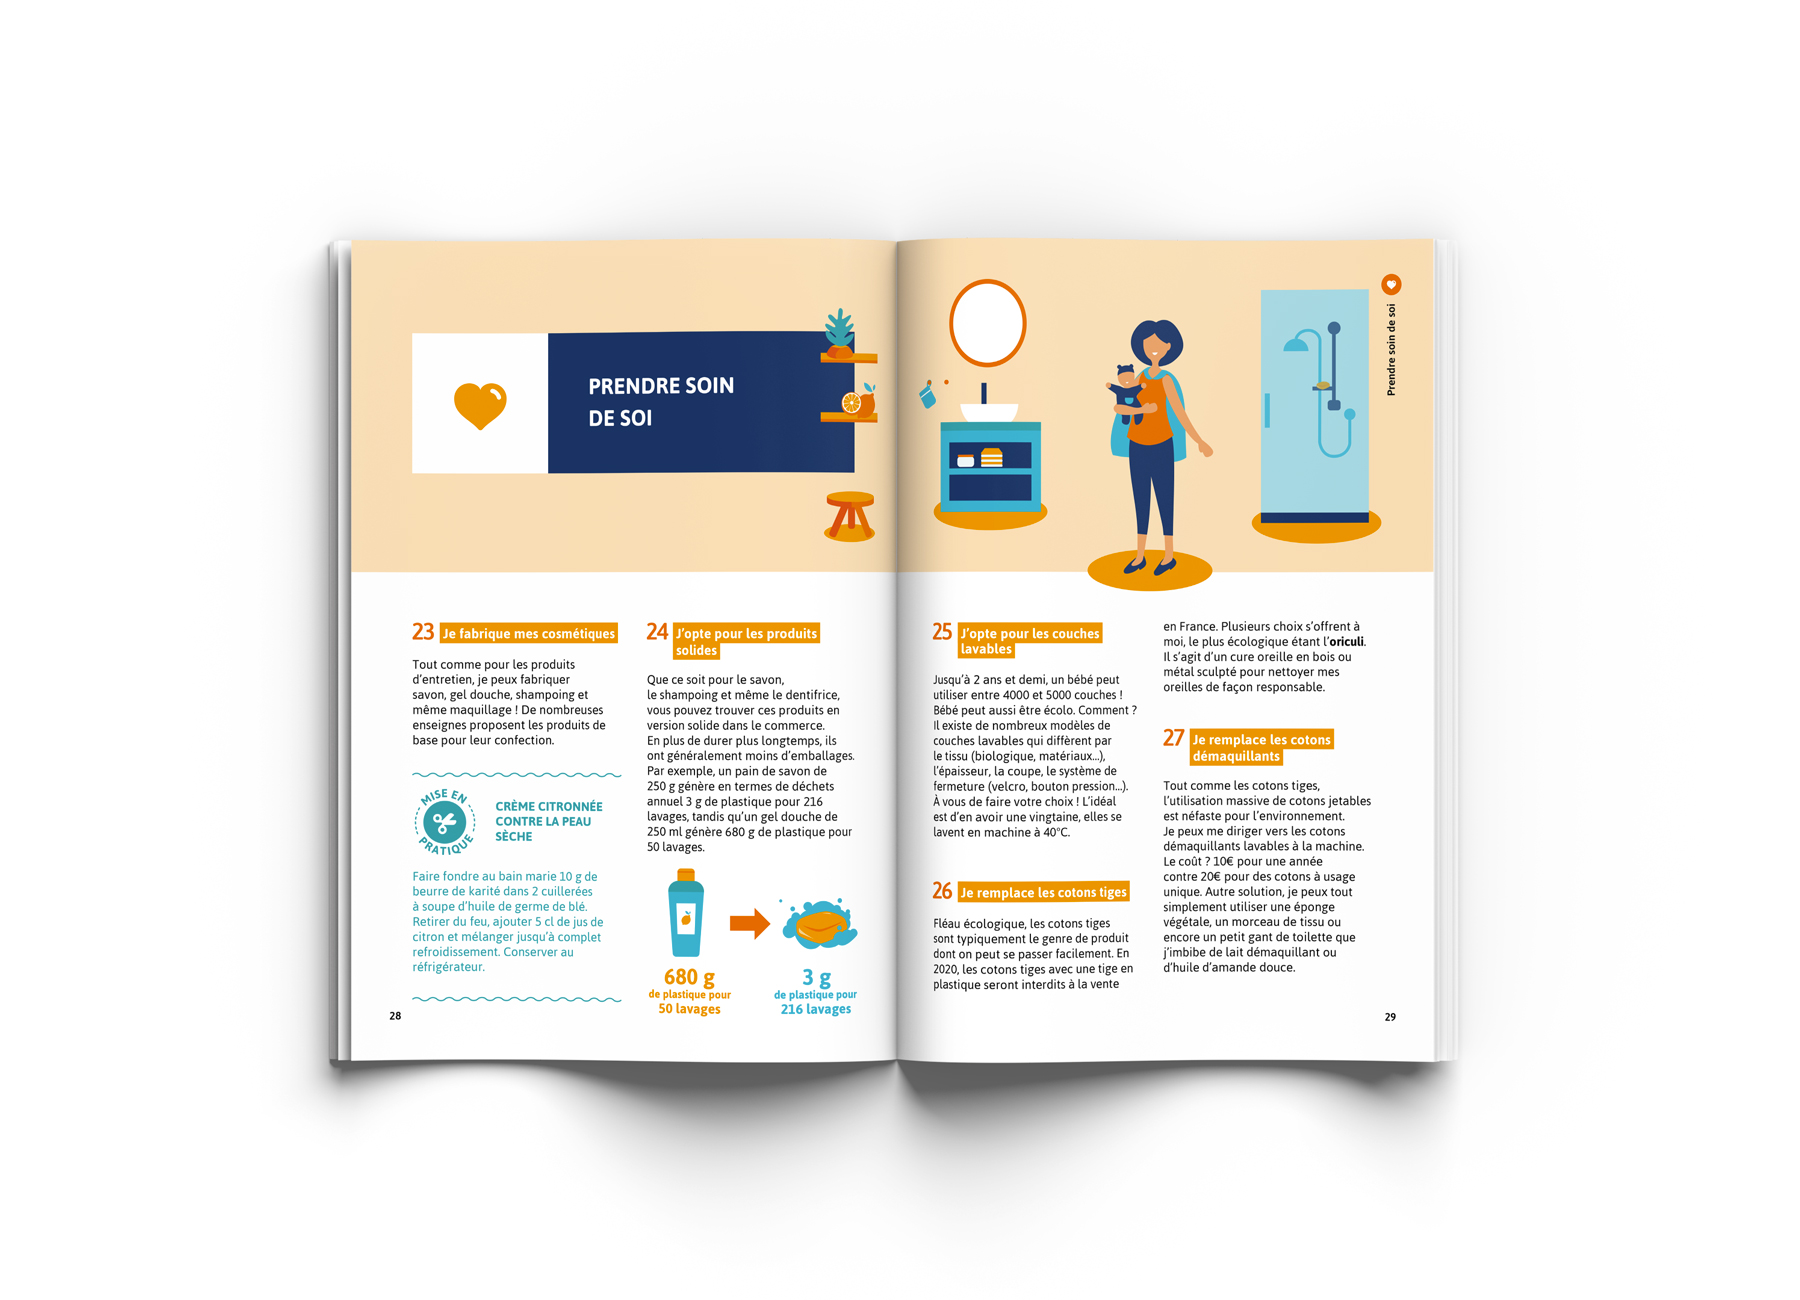 PRENDRE SOIN
DE SOI
23 Je fabrique mes cosmétiques
Tout comme pour les produits
d'entretien, je peux fabriquer
savon, gel douche, shampoing et
même maquillage ! De nombreuses
enseignes proposent les produits de
base pour leur confection.
MISE EN
PRATIQUE
CRÈME CITRONNÉE
CONTRE LA PEAU
SÈCHE
Faire fondre au bain marie 10 g de
beurre de karité dans 2 cuillerées
à soupe d'huile de germe de blé.
Retirer du feu, ajouter 5 cl de jus de
citron et mélanger jusqu'à complet
refroidissement. Conserver au
réfrigérateur.
28
24 J'opte pour les produits
solides
Que ce soit pour le savon,
le shampoing et même le dentifrice,
vous pouvez trouver ces produits en
version solide dans le commerce.
En plus de durer plus longtemps, ils
ont généralement moins d'emballages.
Par exemple, un pain de savon de
250 g génère en termes de déchets
annuel 3 g de plastique pour 216
lavages, tandis qu'un gel douche de
250 ml génère 680 g de plastique pour
50 lavages.
680 g
de plastique pour
50 lavages
3 g
de plastique pour
216 lavages
Prendre soin de soi
25 J'opte pour les couches
lavables
Jusqu'à 2 ans et demi, un bébé peut
utiliser entre 4000 et 5000 couches !
Bébé peut aussi être écolo. Comment ?
Il existe de nombreux modèles de
couches lavables qui diffèrent par
le tissu (biologique, matériaux...),
l'épaisseur, la coupe, le système de
fermeture (velcro, bouton pression...).
À vous de faire votre choix ! L'idéal
est d'en avoir une vingtaine, elles se
lavent en machine à 40°C.
26 Je remplace les cotons tiges
Fléau écologique, les cotons tiges
sont typiquement le genre de produit
dont on peut se passer facilement. En
2020, les cotons tiges avec une tige en
plastique seront interdits à la vente
en France. Plusieurs choix s'offrent à
moi, le plus écologique étant l'oriculi.
Il s'agit d'un cure oreille en bois ou
métal sculpté pour nettoyer mes
oreilles de façon responsable.
27 Je remplace les cotons
démaquillants
Tout comme les cotons tiges,
l'utilisation massive de cotons jetables
est néfaste pour l'environnement.
Je peux me diriger vers les cotons
démaquillants lavables à la machine.
Le coût ? 10€ pour une année
contre 20€ pour des cotons à usage
unique. Autre solution, je peux tout
simplement utiliser une éponge
végétale, un morceau de tissu ou
encore un petit gant de toilette que
j'imbibe de lait démaquillant ou
d'huile d'amande douce.
29